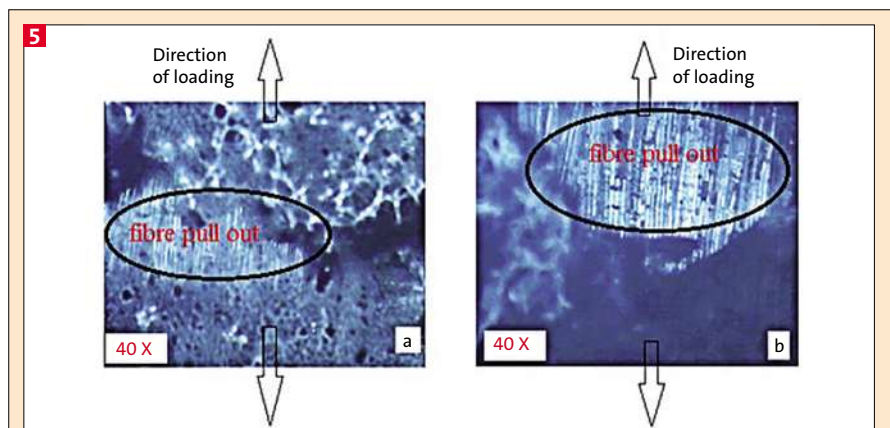 5
Direction
of loading
fibre pull out
40 X
a
Direction
of loading
fibre pull out
40 X
b